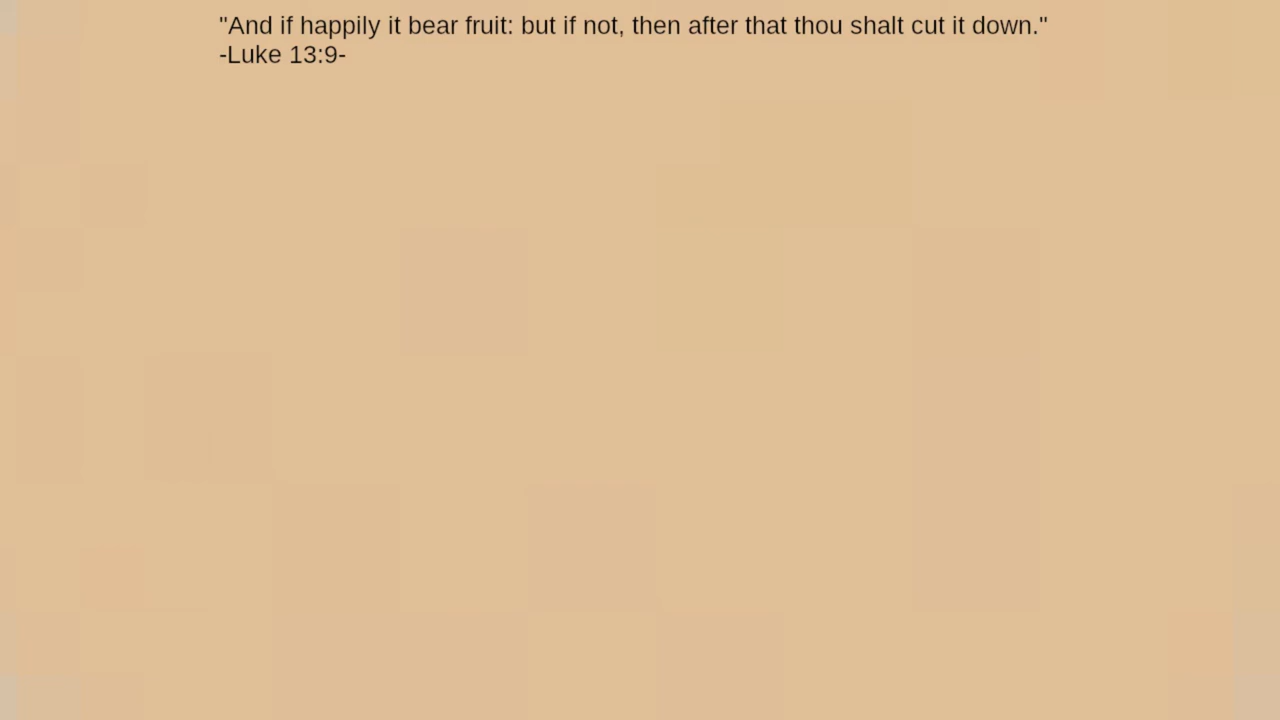 "And if happily it bear fruit: but if not, then after that thou shalt cut it down."
-Luke 13:9-